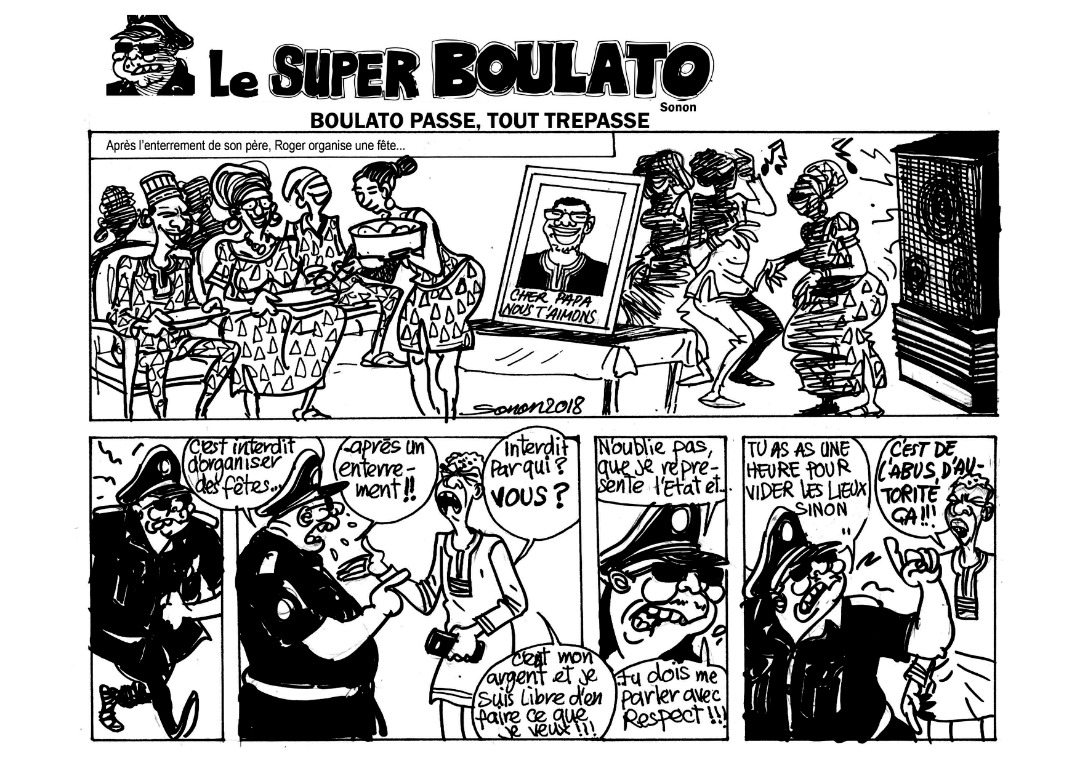 Le SUPER BOULATO
Sonon
BOULATO PASSE, TOUT TREPASSE
Après l'enterrement de son père, Roger organise une fête...
CHER PAPA
NOUS T'AIMONS
Sonon2018
C'est interdit
d'organiser
des fêtes...
...après un
enterre-
ment!!
Interdit
Par qui?
VOUS?
C'est mon
argent et je
suis Libre d'en
faire ce que
je veux!!!
N'oublie pas,
que je repre-
sente l'Etat et..
..tu dois me
parler avec
Respect!!!
TU AS AS UNE
HEURE POUR
VIDER LES LIEUX
SINON
..
C'EST DE
L'ABUS D'AU-
TORITE
ÇA!!!